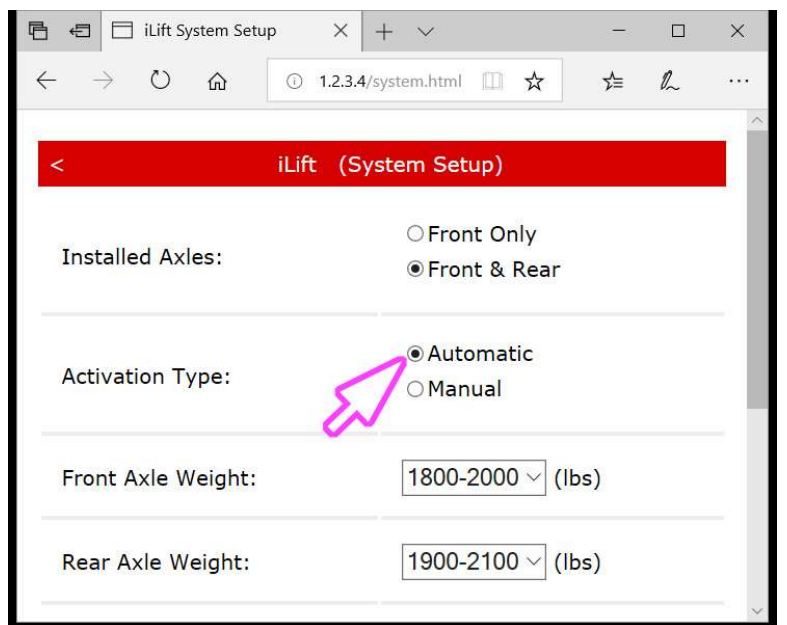 iLift System Setup
1.2.3.4/system.html
< iLift (System Setup)
Installed Axles:
Front Only
Front & Rear
Activation Type:
Automatic
Manual
Front Axle Weight: 1800-2000 (lbs)
Rear Axle Weight: 1900-2100 (lbs)